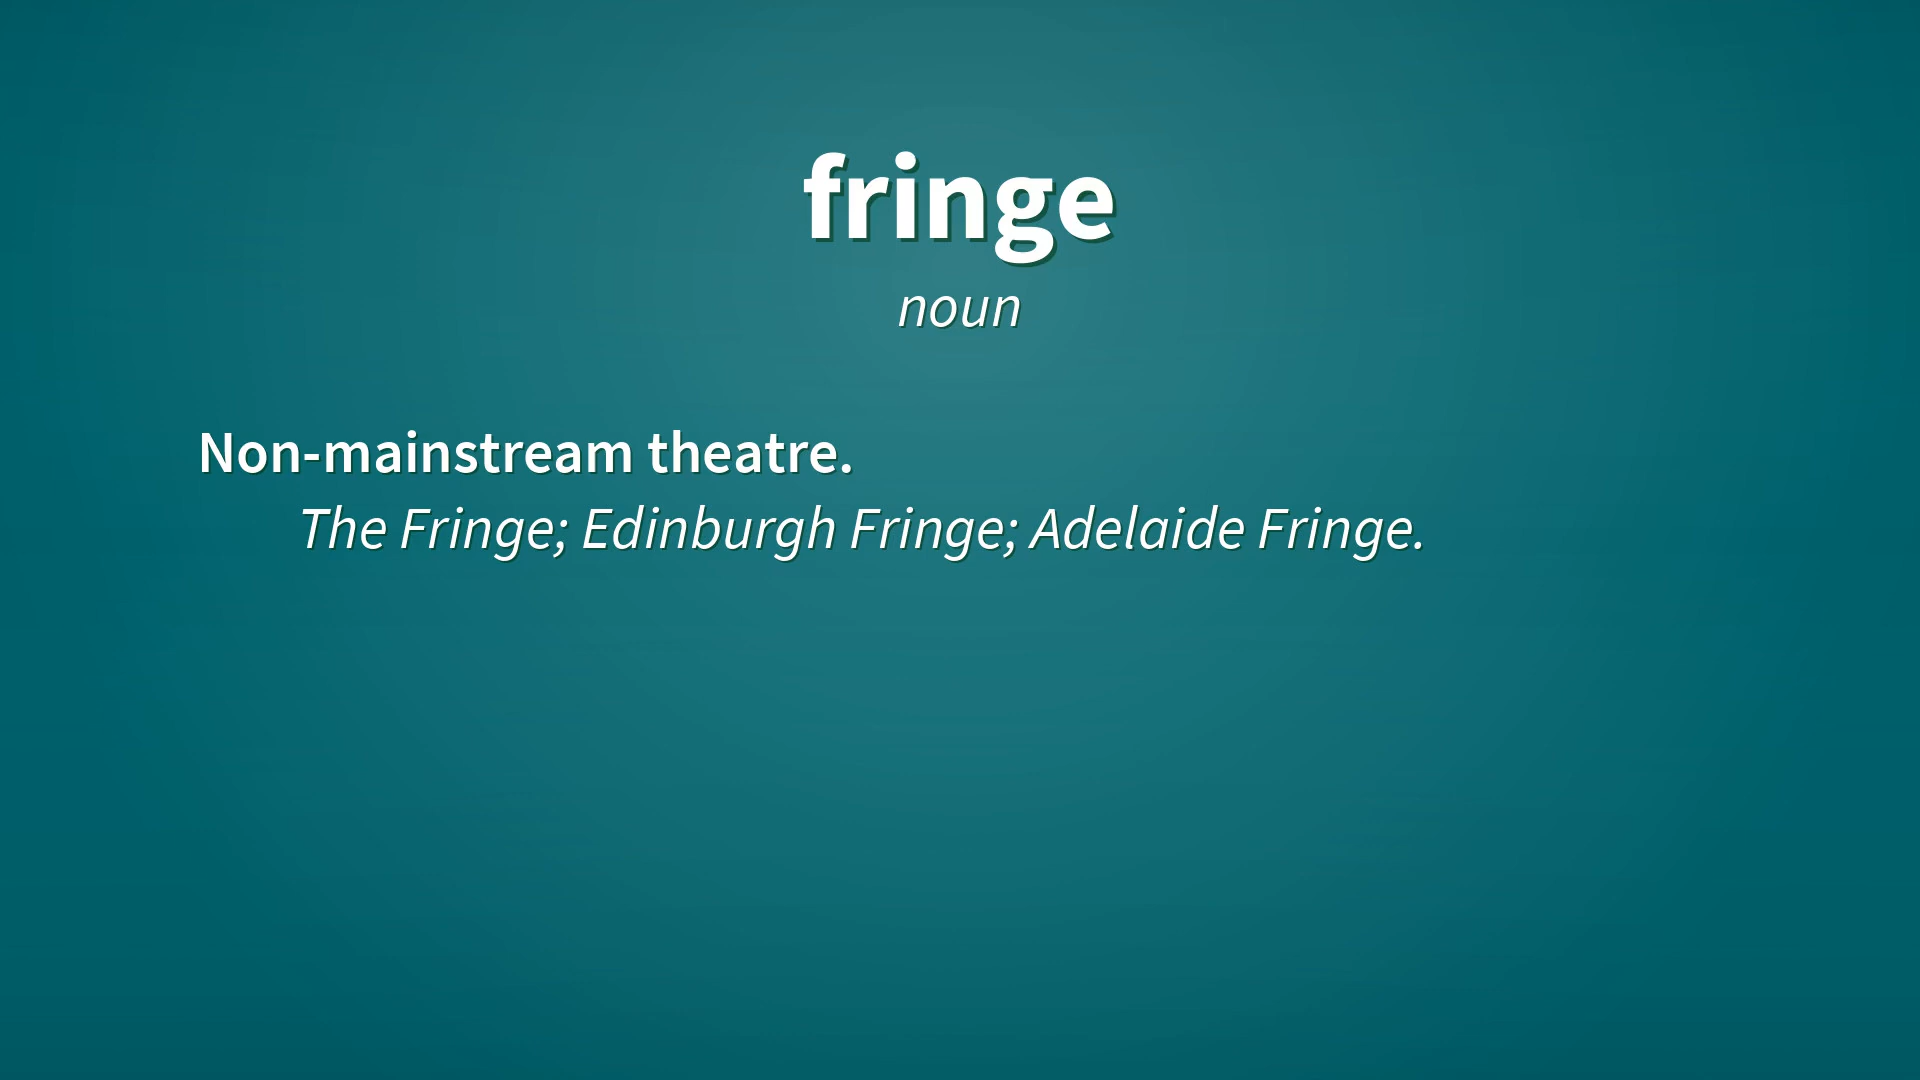 fringe
noun
Non-mainstream theatre.
The Fringe; Edinburgh Fringe; Adelaide Fringe.